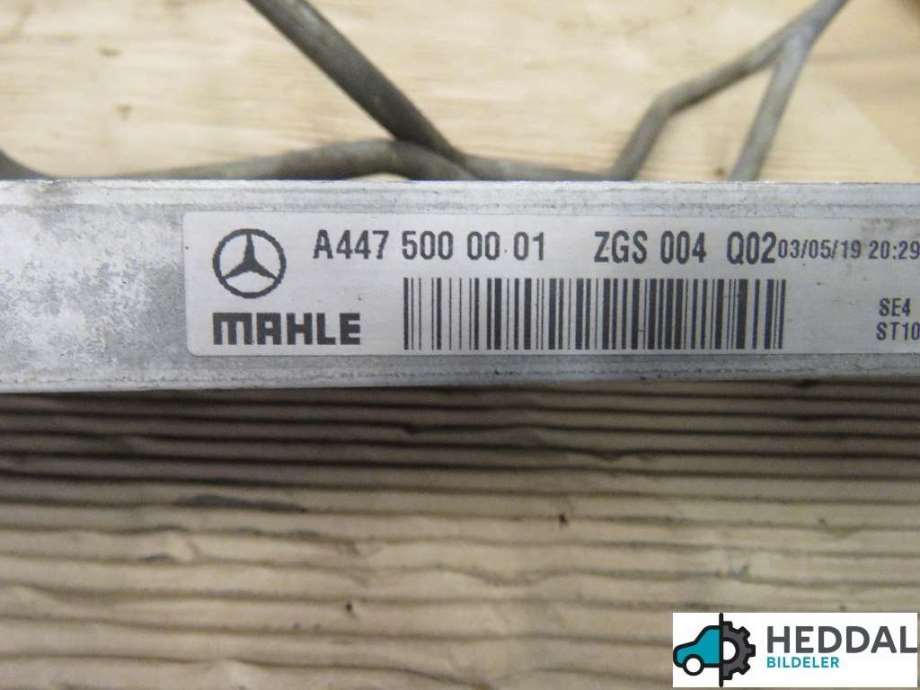 A447 500 00 01 ZGS 004 Q02 03/05/19 20:29
MAHLE
SE4
ST10
HEDDAL
BILDELER